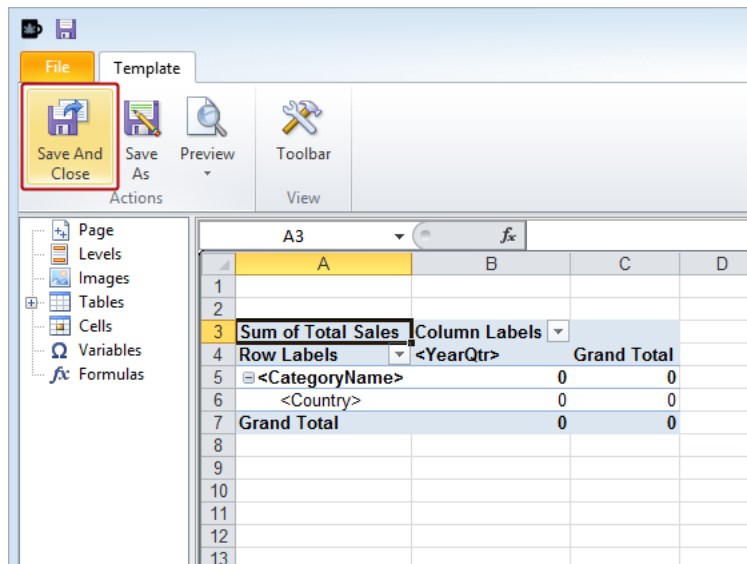 File Template
Save And Save Preview Toolbar
Close As
Actions View
Page
Levels
Images
Tables
Cells
Ω Variables
fx Formulas
A3 fx
A B C D
1
2
3 Sum of Total Sales Column Labels
4 Row Labels <YearQtr> Grand Total
5 <CategoryName> 0 0
6 <Country> 0 0
7 Grand Total 0 0
8
9
10
11
12
13